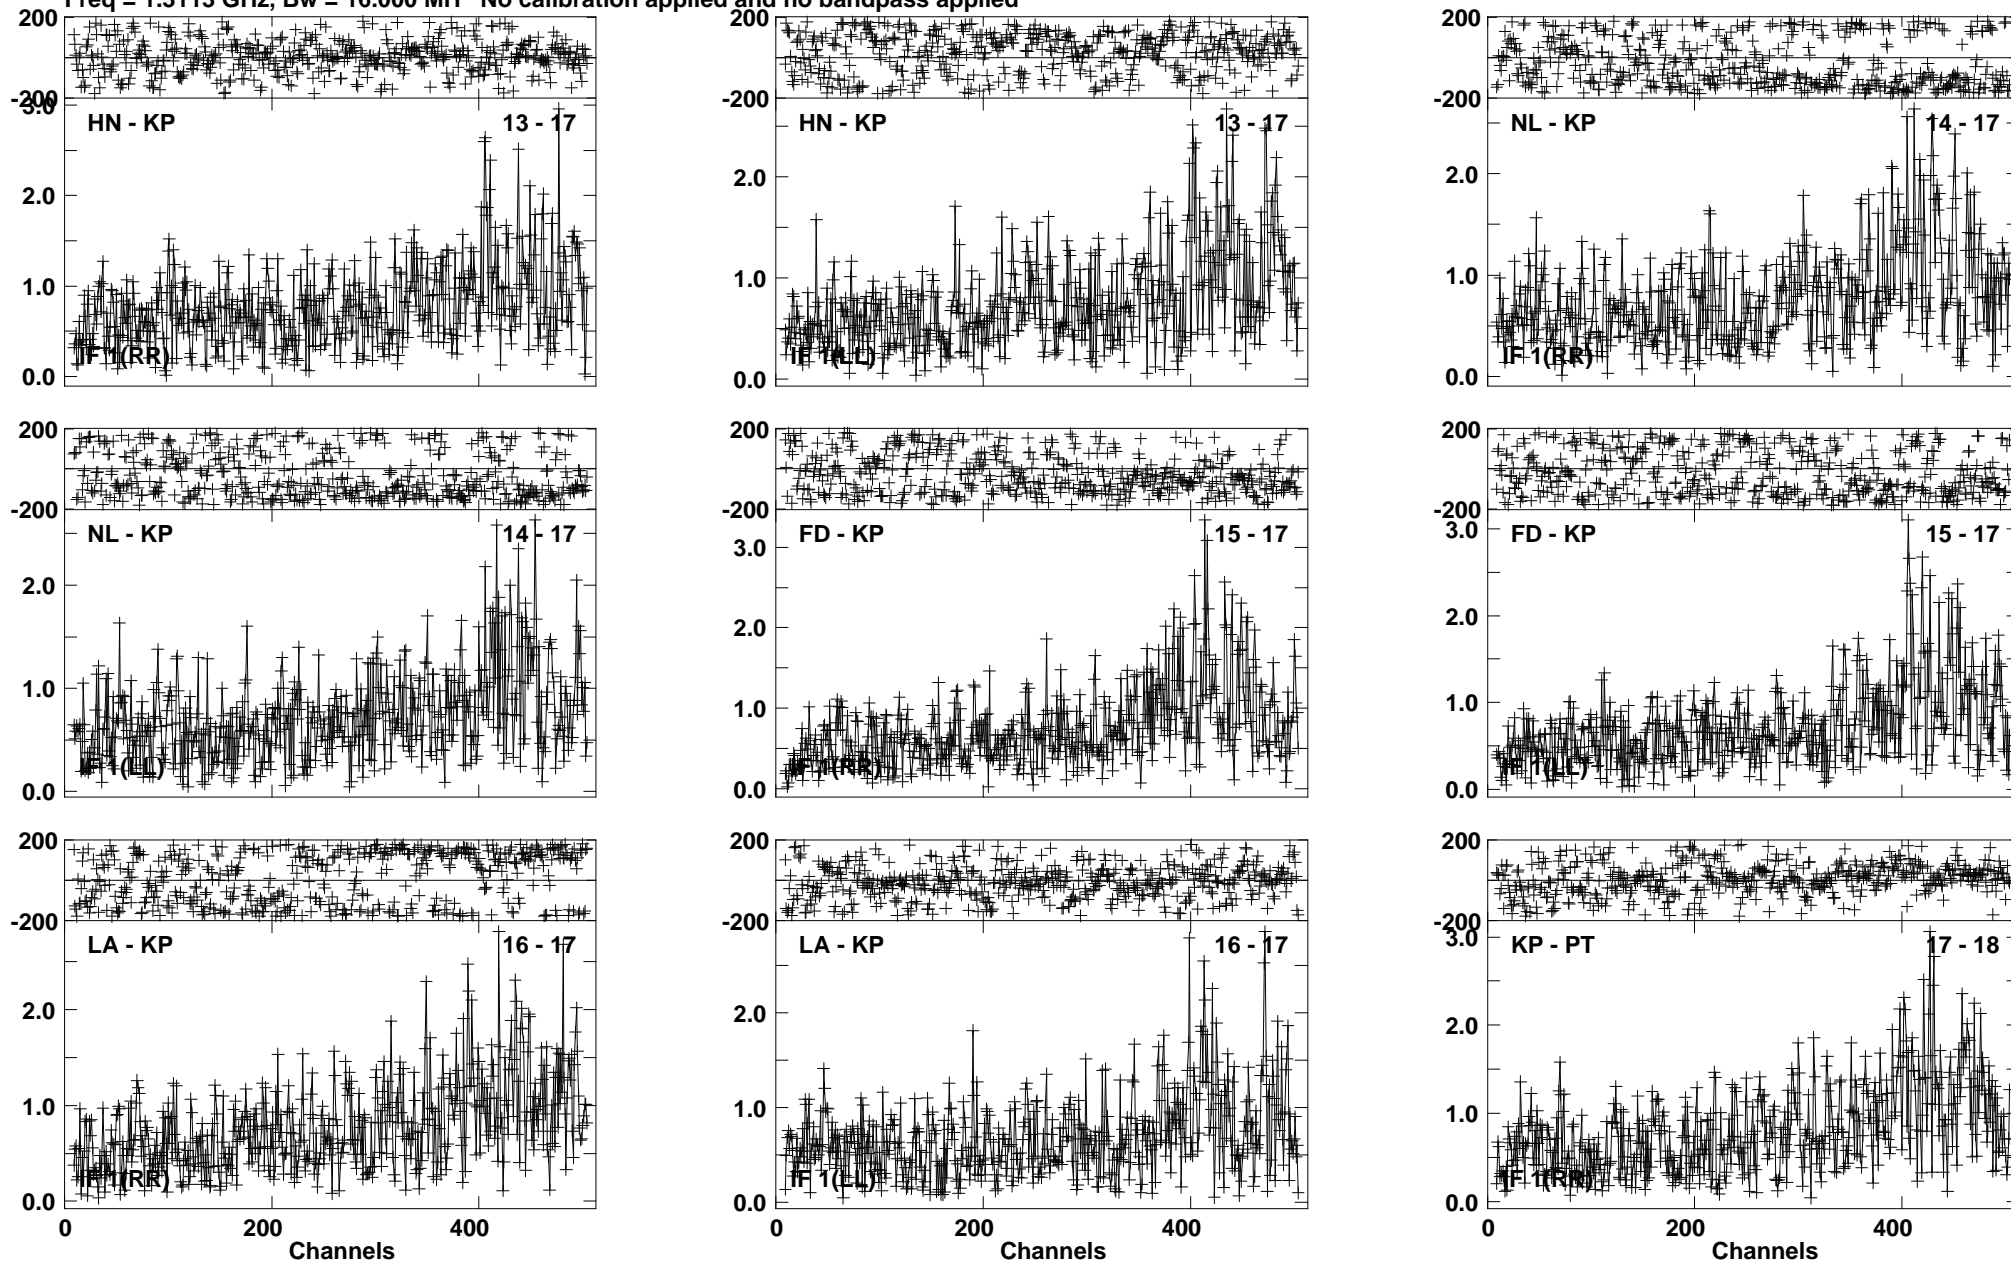 Freq = 1.3113 GHz, Bw = 16.000 MH No calibration applied and no bandpass applied
200 200 200
-200 -200 -200
3.0
HN - KP 13 - 17 HN - KP 13 - 17 NL - KP 14 - 17
2.0 2.0 2.0
1.0 1.0 1.0
IF 1(RR) IF 1(LL) IF 1(RR)
0.0 0.0 0.0
200 200 200
-200 -200 -200
NL - KP 14 - 17 FD - KP 15 - 17 FD - KP 15 - 17
3.0 3.0
2.0 2.0 2.0
1.0 1.0 1.0
IF 1(LL) IF 1(RR) IF 1(LL)
0.0 0.0 0.0
200 200 200
-200 -200 -200
LA - KP 16 - 17 LA - KP 16 - 17 KP - PT 17 - 18
3.0
2.0 2.0 2.0
1.0 1.0 1.0
IF 1(RR) IF 1(LL) IF 1(RR)
0.0 0.0 0.0
0 200 400 0 200 400 0 200 400
Channels Channels Channels